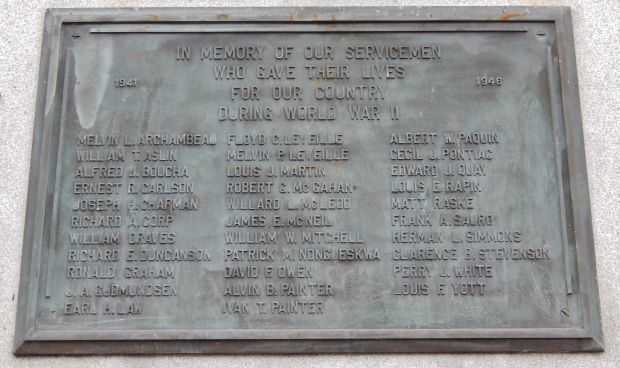 IN MEMORY OF OUR SERVICEMEN
WHO GAVE THEIR LIVES
1941 1946
FOR OUR COUNTRY
DURING WORLD WAR II
MELVIN L. ARCHAMBEAU
WILLIAM T. ASLIN
ALFRED J. BOUCHA
ERNEST D. CARLSON
JOSEPH P. CHAPMAN
RICHARD A. CORP
WILLIAM GRAVES
RICHARD E. DUNCANSON
RONALD GRAHAM
J. A. GUDMUNDSEN
EARL H. LAW
FLOYD C. LEVEILLE
MELVIN P. LEVEILLE
LOUIS J. MARTIN
ROBERT G. MCGAHAN
WILLARD L. MCLEOD
JAMES E. MCNEIL
WILLIAM W. MITCHELL
PATRICK M. NONGUESKWA
DAVID F. OWEN
ALVIN B. PAINTER
IVAN T. PAINTER
ALBERT W. PAQUIN
CECIL J. PONTIAC
EDWARD J. QUAY
LOUIS E. RAPIN
MATT RASKE
FRANK A. SAURO
HERMAN L. SIMMONS
CLARENCE B. STEVENSON
PERRY J. WHITE
LOUIS F. YOTT